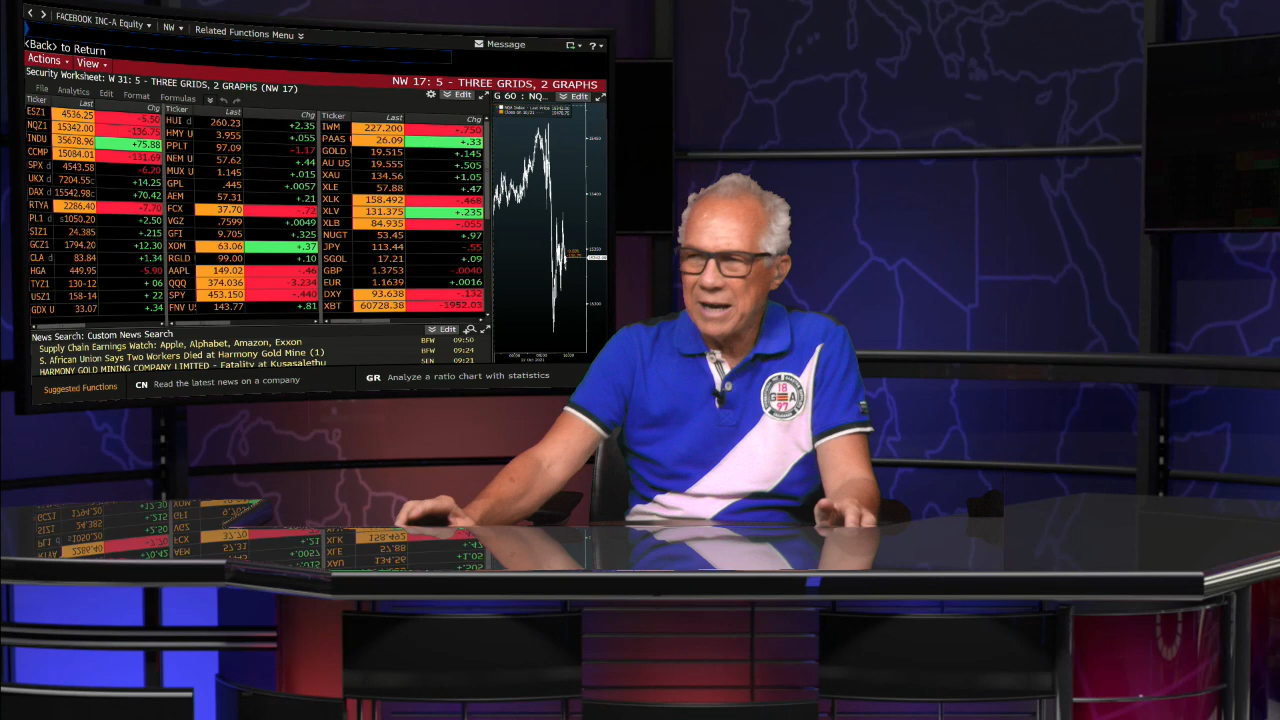 FACEBOOK INC-A Equity NW Related Functions Menu
Message ?
<Back> to Return
Actions View
NW 17: 5 - THREE GRIDS, 2 GRAPHS
Security Worksheet: W 31: 5 - THREE GRIDS, 2 GRAPHS (NW 17)
File Analytics Edit Format Formulas
Edit G 60 : NQ... Edit
Ticker Last Chg
ESZ1 4536.25 -5.50
NQZ1 15342.00 -136.75
INDU 35678.96 +75.88
CCMP 15084.01 -131.69
SPX d 4543.58 -6.20
UKX d 7204.55c +14.25
DAX d 15542.98c +70.42
RTYA 2286.40 -7.70
PL1 d s1050.20 +2.50
SIZ1 24.385 +.215
GCZ1 1794.20 +12.30
CLA d 83.84 +1.34
HGA 449.95 -5.90
TYZ1 130-12 + 06
USZ1 158-14 + 22
GDX U 33.07 +.34
Ticker Last Chg
HUI d 260.23 +2.35
HMY U 3.955 +.055
PPLT 97.09 -1.17
NEM U 57.62 +.44
MUX U 1.145 +.015
GPL .445 +.0057
AEM 57.31 +.21
FCX 37.70 -.72
VGZ .7599 +.0049
GFI 9.705 +.325
XOM 63.06 +.37
RGLD 99.00 +.10
AAPL 149.02 -.46
QQQ 374.036 -3.234
SPY 453.150 -.440
FNV US 143.77 +.81
Ticker Last Chg
IWM 227.200 -.750
PAAS U 26.09 +.33
GOLD 19.515 +.145
AU US 19.555 +.505
XAU 134.56 +1.05
XLE 57.88 +.47
XLK 158.492 -.468
XLV 131.375 +.235
XLB 84.935 -.055
NUGT 53.45 +.97
JPY 113.44 -.55
SGOL 17.21 +.09
GBP 1.3753 -.0040
EUR 1.1639 +.0016
DXY 93.638 -.132
XBT 60728.38 -1952.03
News Search: Custom News Search
Edit
Supply Chain Earnings Watch: Apple, Alphabet, Amazon, Exxon BFW 09:50
S. African Union Says Two Workers Died at Harmony Gold Mine (1) BFW 09:24
HARMONY GOLD MINING COMPANY LIMITED - Fatality at Kusasalethu SEN 09:21
Suggested Functions CN Read the latest news on a company GR Analyze a ratio chart with statistics
18
G A
97